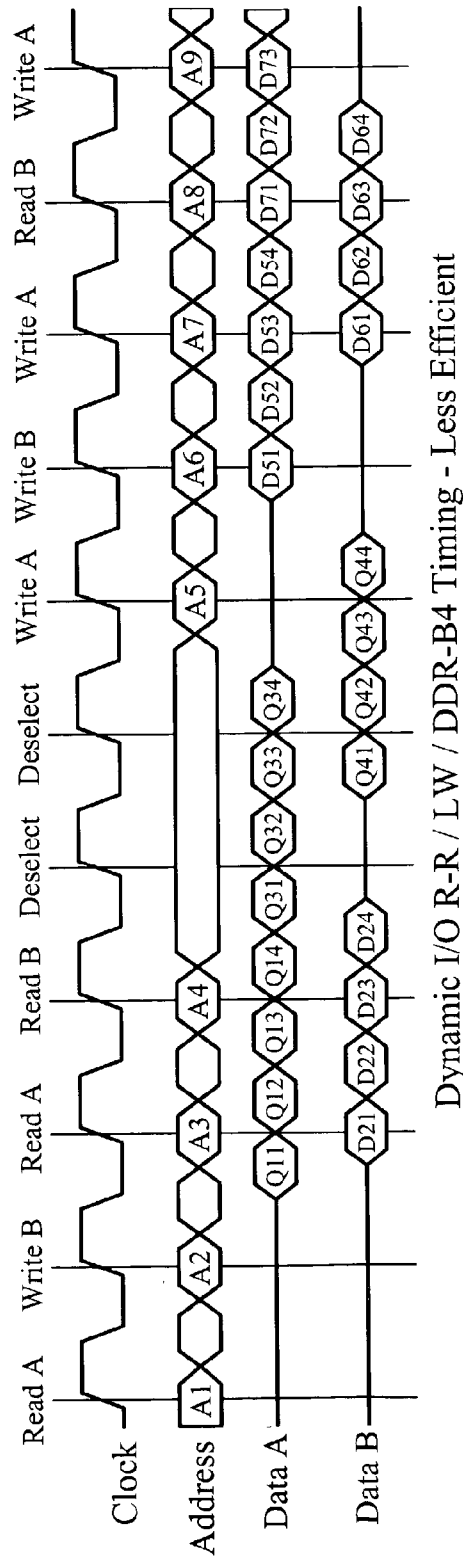 Read A Write B Read A Read B Deselect Deselect Write A Write B Write A Read B Write A
Clock
Address A1 A2 A3 A4 A5 A6 A7 A8 A9
Data A Q11 Q12 Q13 Q14 Q31 Q32 Q33 Q34 D51 D52 D53 D54 D71 D72 D73
Data B D21 D22 D23 D24 Q41 Q42 Q43 Q44 D61 D62 D63 D64
Dynamic I/O R-R / LW / DDR-B4 Timing - Less Efficient